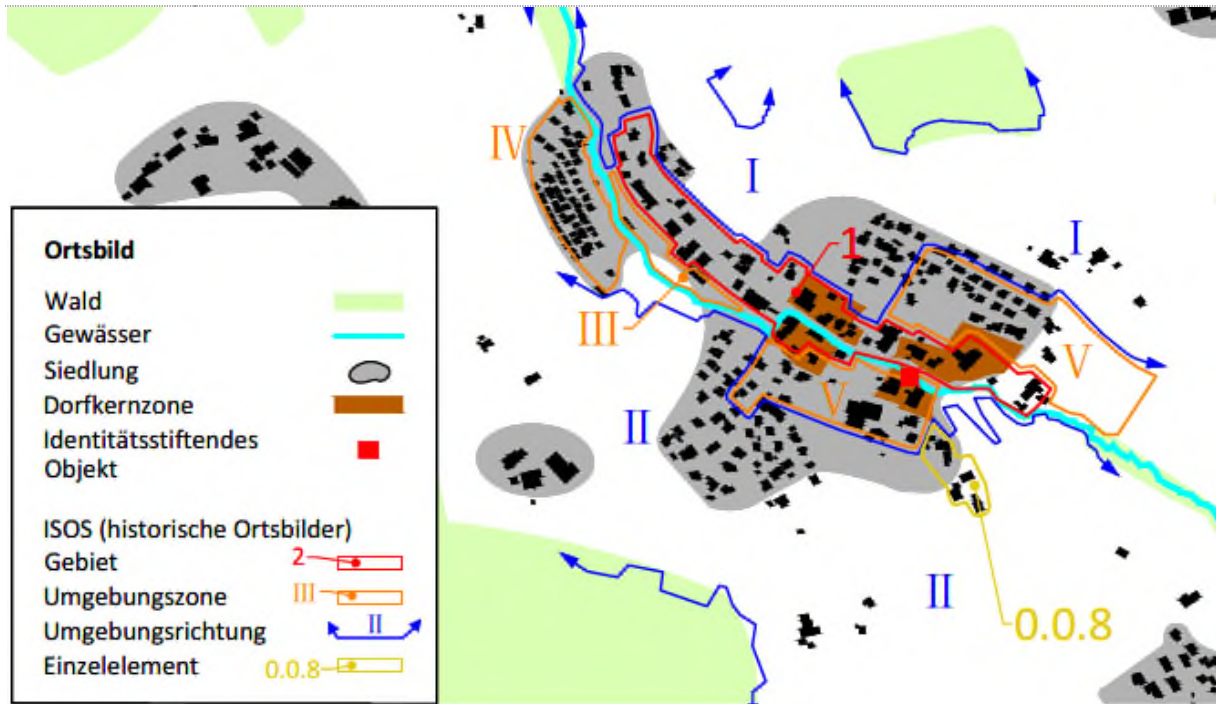 I
IV
1
I
III
V
V
II
II
0.0.8
Ortsbild
Wald
Gewässer
Siedlung
Dorfkernzone
Identitätsstiftendes
Objekt
ISOS (historische Ortsbilder)
Gebiet 2
Umgebungszone III
Umgebungsrichtung II
Einzelelement 0.0.8